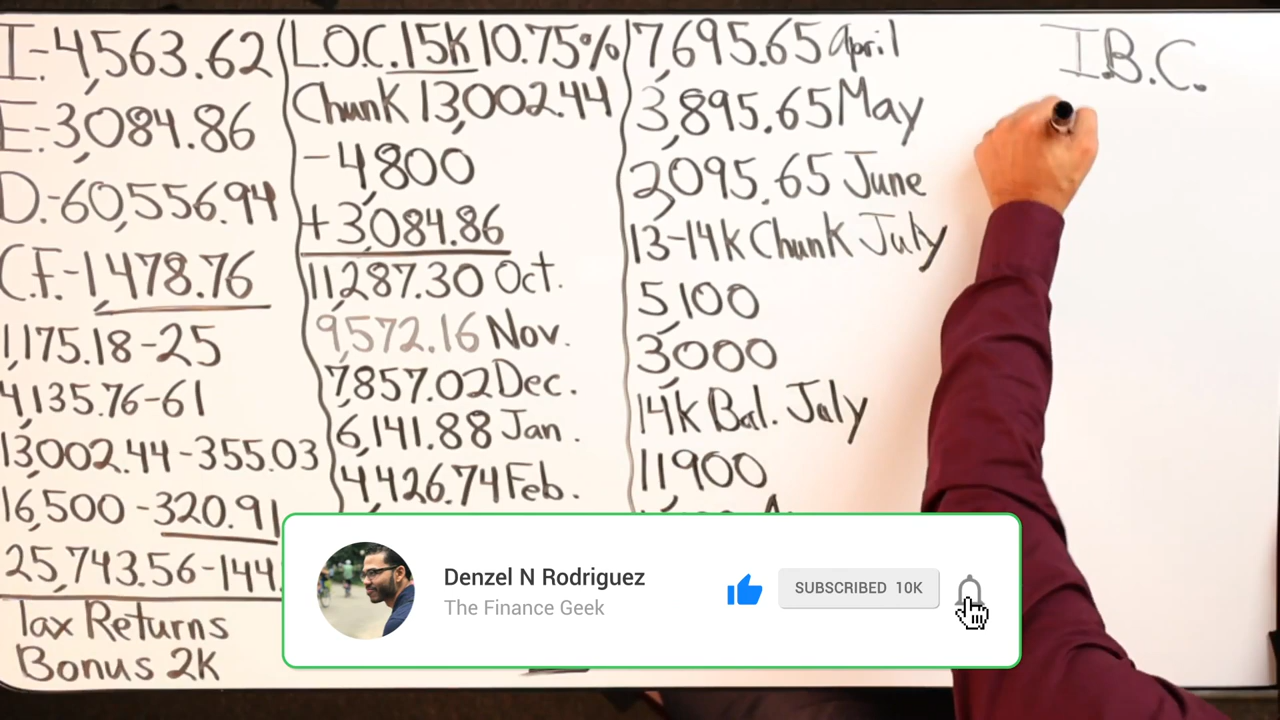 I.-4,563.62
E.-3,084.86
D.-60,556.94
C.F.-1,478.76
1,175.18-25
4,135.76-61
13,002.44-355.03
16,500-320.91
25,743.56-144.
Tax Returns
Bonus 2K
L.O.C. 15K 10.75%
Chunk 13,002.44
-4,800
+3,084.86
11,287.30 Oct.
9,572.16 Nov.
7,857.02 Dec.
6,141.88 Jan.
4,426.74 Feb.
7,695.65 April
3,895.65 May
2,095.65 June
13-14K Chunk July
5,100
3,000
14K Bal. July
11,900
I.B.C.
Denzel N Rodriguez
The Finance Geek
SUBSCRIBED 10K